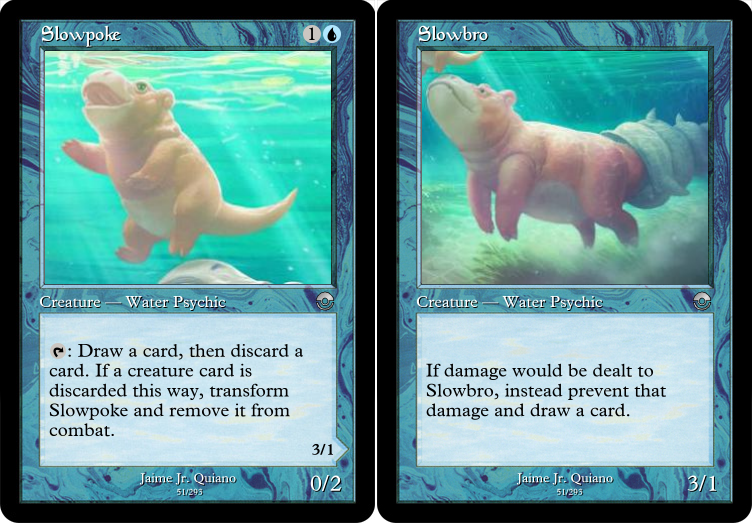 Slowpoke 1
Creature — Water Psychic
: Draw a card, then discard a
card. If a creature card is
discarded this way, transform
Slowpoke and remove it from
combat.
3/1
Jaime Jr. Quiano
51/293
0/2
Slowbro
Creature — Water Psychic
If damage would be dealt to
Slowbro, instead prevent that
damage and draw a card.
Jaime Jr. Quiano
51/293
3/1